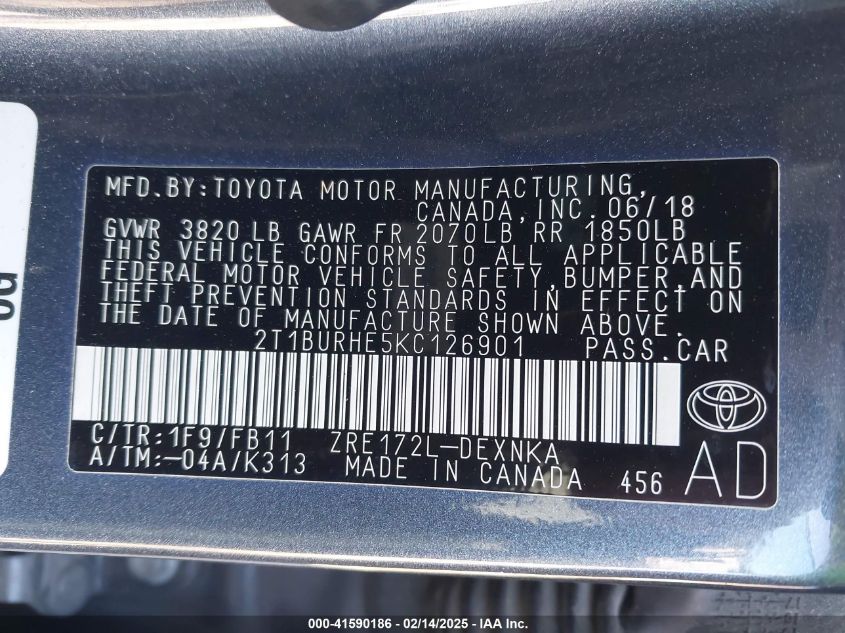 MFD.BY:TOYOTA MOTOR MANUFACTURING,
CANADA,INC.06/18
GVWR 3820 LB GAWR FR 2070LB RR 1850LB
THIS VEHICLE CONFORMS TO ALL APPLICABLE
FEDERAL MOTOR VEHICLE SAFETY,BUMPER,AND
THEFT PREVENTION STANDARDS IN EFFECT ON
THE DATE OF MANUFACTURE SHOWN ABOVE.
2T1BURHE5KC126901 PASS.CAR
C/TR:1F9/FB11 ZRE172L-DEXNKA
A/TM:-04A/K313 MADE IN CANADA 456 AD
000-41590186 - 02/14/2025 - IAA Inc.